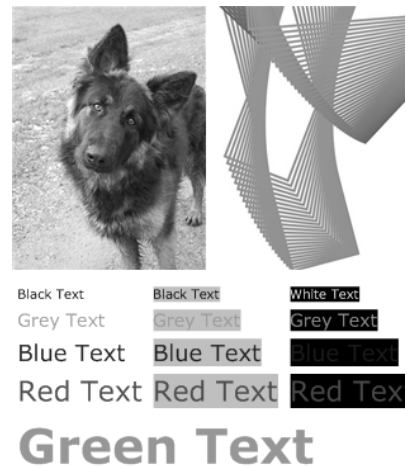 Black Text Black Text White Text
Grey Text Grey Text Grey Text
Blue Text Blue Text Blue Text
Red Text Red Text Red Text
Green Text